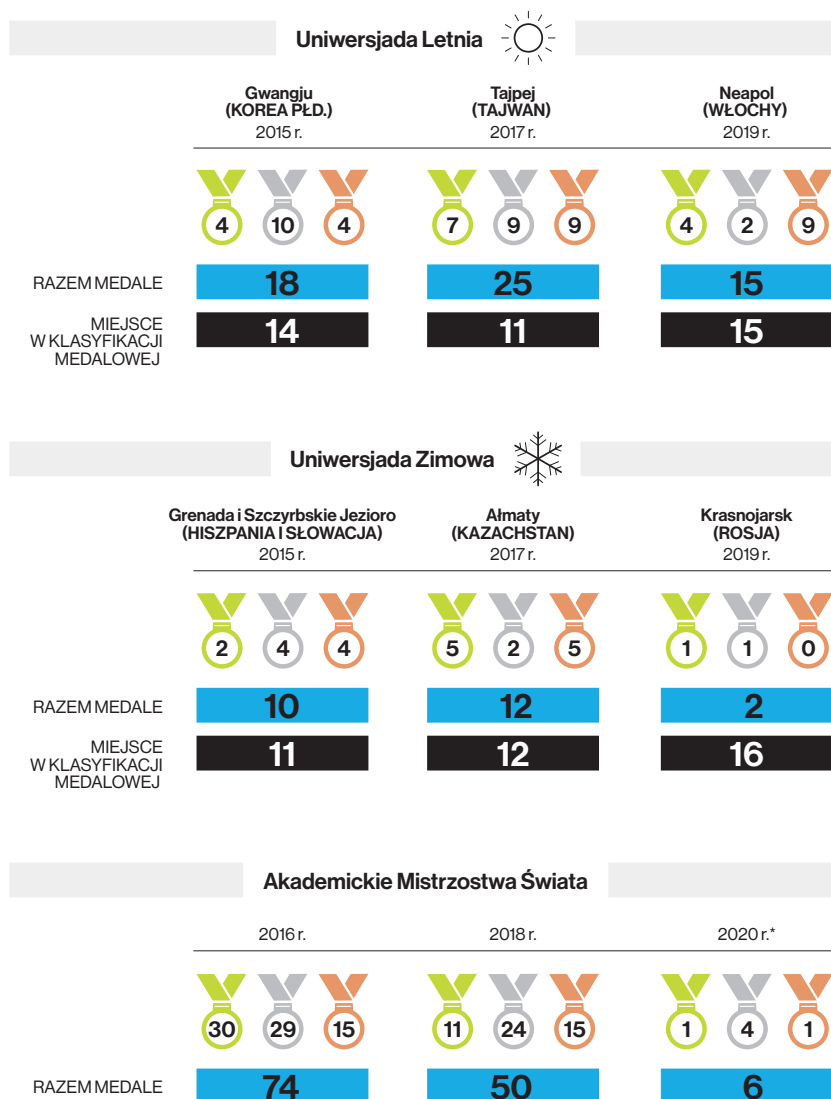 Uniwersjada Letnia
Gwangju
(KOREA PŁD.)
2015 r.
Tajpej
(TAJWAN)
2017 r.
Neapol
(WŁOCHY)
2019 r.
4 10 4 7 9 9 4 2 9
RAZEM MEDALE 18 25 15
MIEJSCE
W KLASYFIKACJI
MEDALOWEJ
14 11 15
Uniwersjada Zimowa
Grenada i Szczyrbskie Jezioro
(HISZPANIA I SŁOWACJA)
2015 r.
Ałmaty
(KAZACHSTAN)
2017 r.
Krasnojarsk
(ROSJA)
2019 r.
2 4 4 5 2 5 1 1 0
RAZEM MEDALE 10 12 2
MIEJSCE
W KLASYFIKACJI
MEDALOWEJ
11 12 16
Akademickie Mistrzostwa Świata
2016 r. 2018 r. 2020 r.*
30 29 15 11 24 15 1 4 1
RAZEM MEDALE 74 50 6